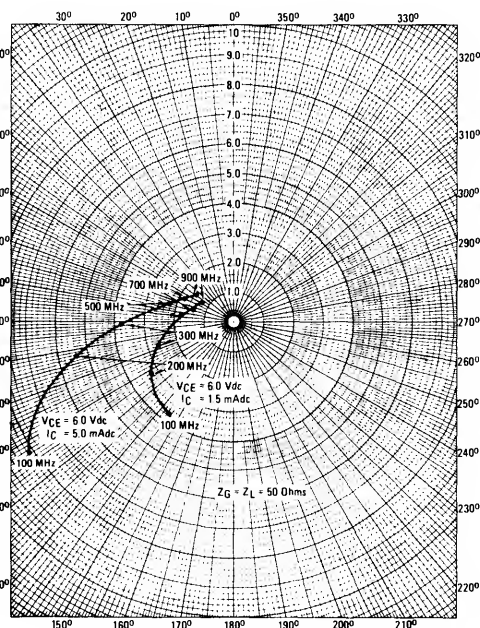 30° 20° 10° 0° 350° 340° 330°
10
9.0
8.0
7.0
6.0
5.0
4.0
3.0
2.0
1.0
320°
310°
300°
290°
280°
270°
260°
250°
240°
230°
220°
900 MHz
700 MHz
500 MHz
300 MHz
200 MHz
VCE = 6.0 Vdc
IC = 1.5 mAdc
100 MHz
VCE = 6.0 Vdc
IC = 5.0 mAdc
100 MHz
ZG = ZL = 50 Ohms
150° 160° 170° 180° 190° 200° 210°